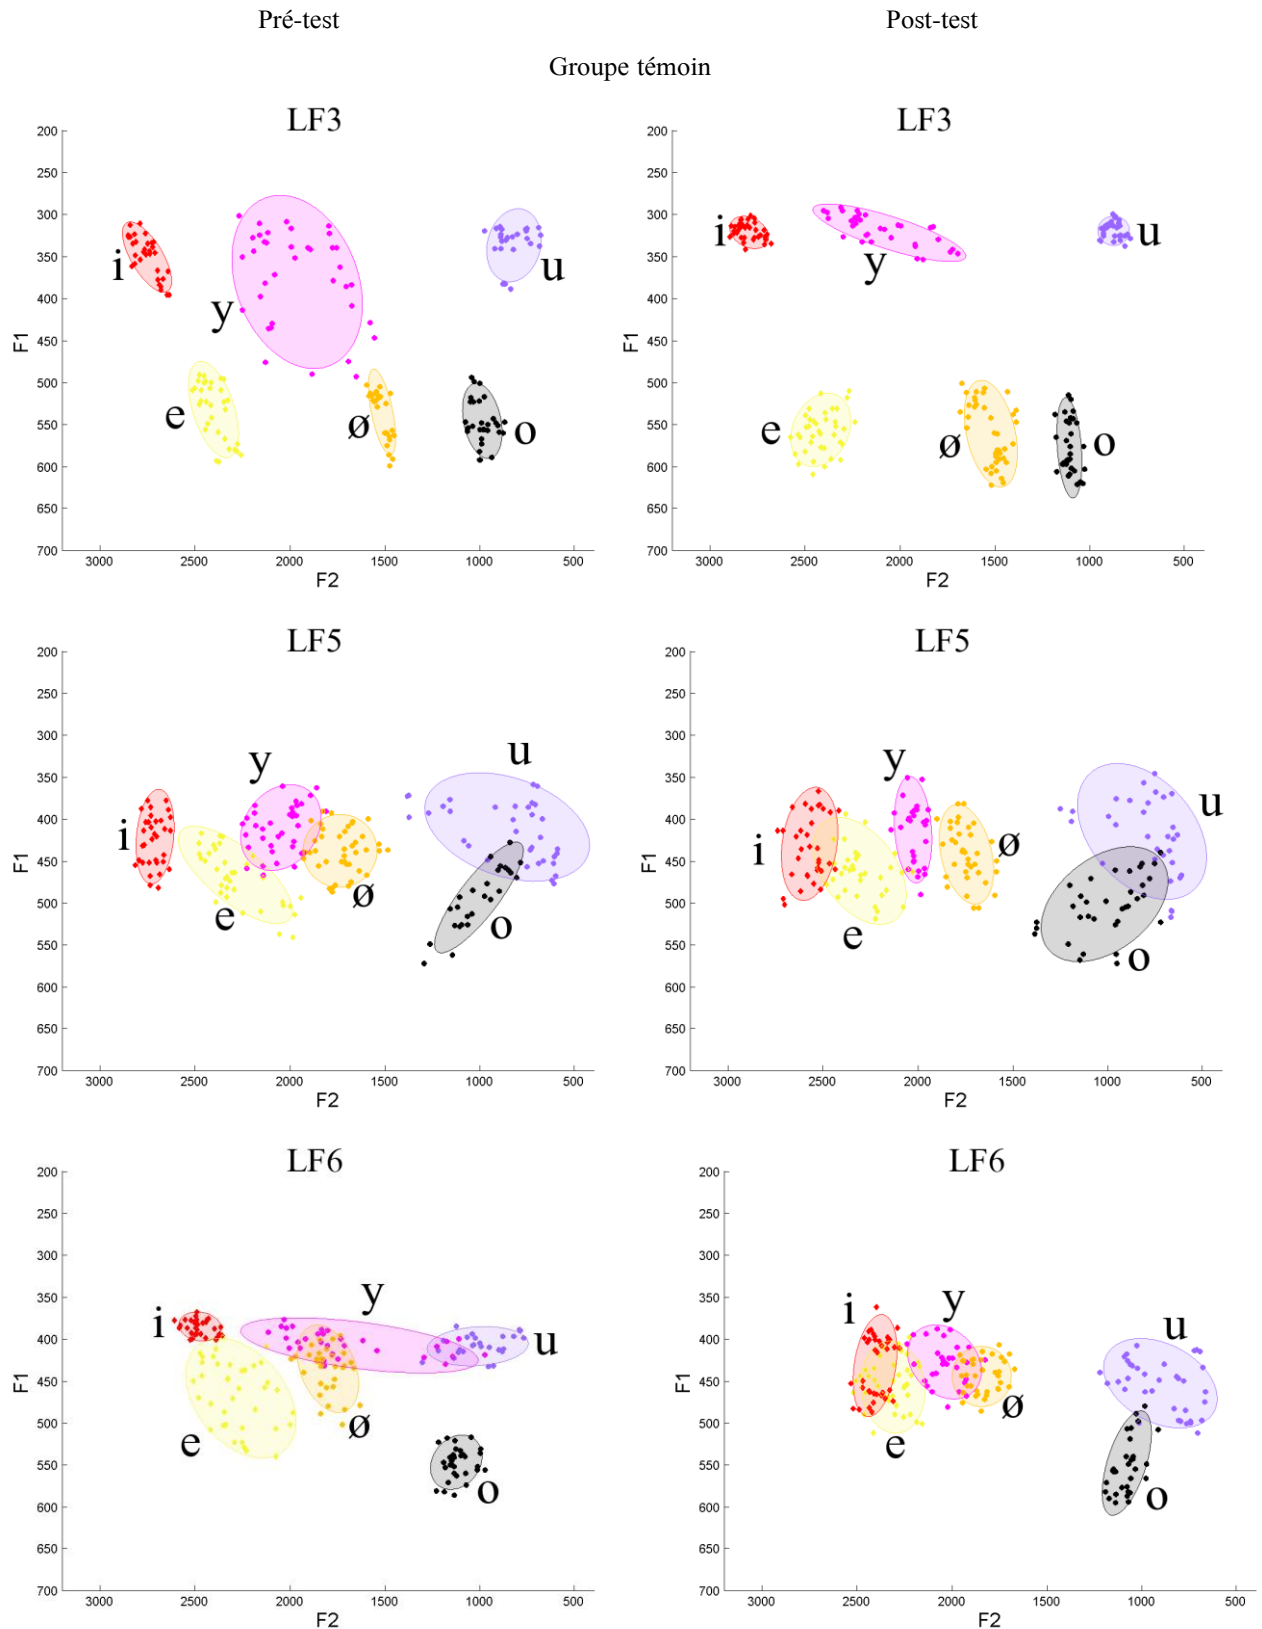 Pré-test Post-test
Groupe témoin
LF3 LF3
200 200
250 250
300 300
i y u i y u
350 350
400 400
F1 F1
450 450
500 500
e ø o e ø o
550 550
600 600
650 650
700 700
3000 2500 2000 1500 1000 500 3000 2500 2000 1500 1000 500
F2 F2
LF5 LF5
200 200
250 250
300 300
350 350
y u y u
400 400
i i ø
F1 F1
450 450
500 500
e ø o e o
550 550
600 600
650 650
700 700
3000 2500 2000 1500 1000 500 3000 2500 2000 1500 1000 500
F2 F2
LF6 LF6
200 200
250 250
300 300
350 350
i y u i y u
400 400
F1 F1
450 450
500 500
e ø o e ø o
550 550
600 600
650 650
700 700
3000 2500 2000 1500 1000 500 3000 2500 2000 1500 1000 500
F2 F2